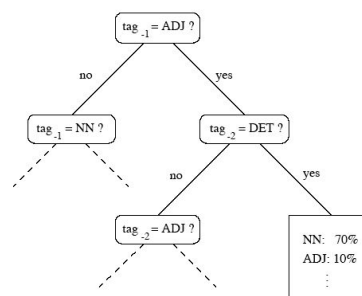 tag -1 = ADJ ?
no
yes
tag -1 = NN ?
tag -2 = DET ?
no
yes
tag -2 = ADJ ?
NN: 70%
ADJ: 10%
⋮